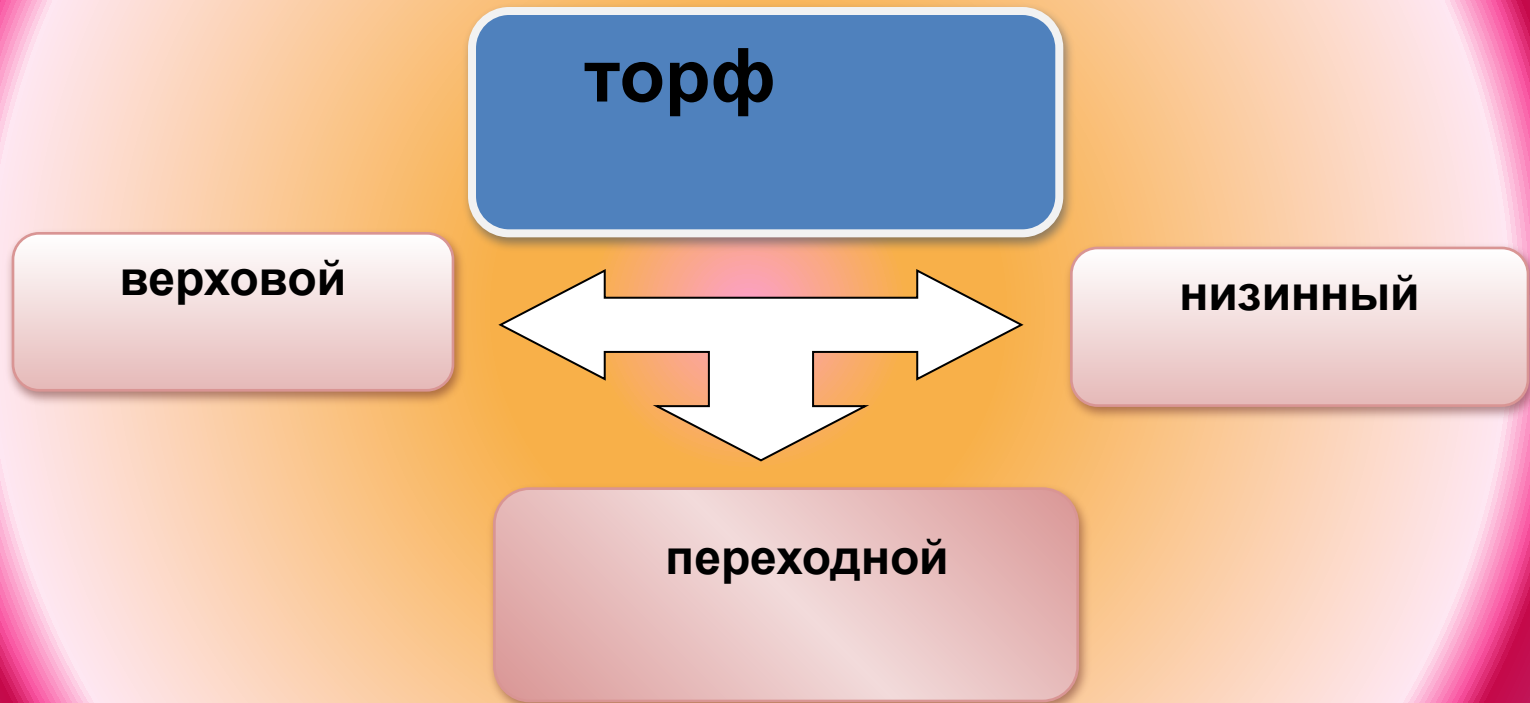 торф
верховой
низинный
переходной